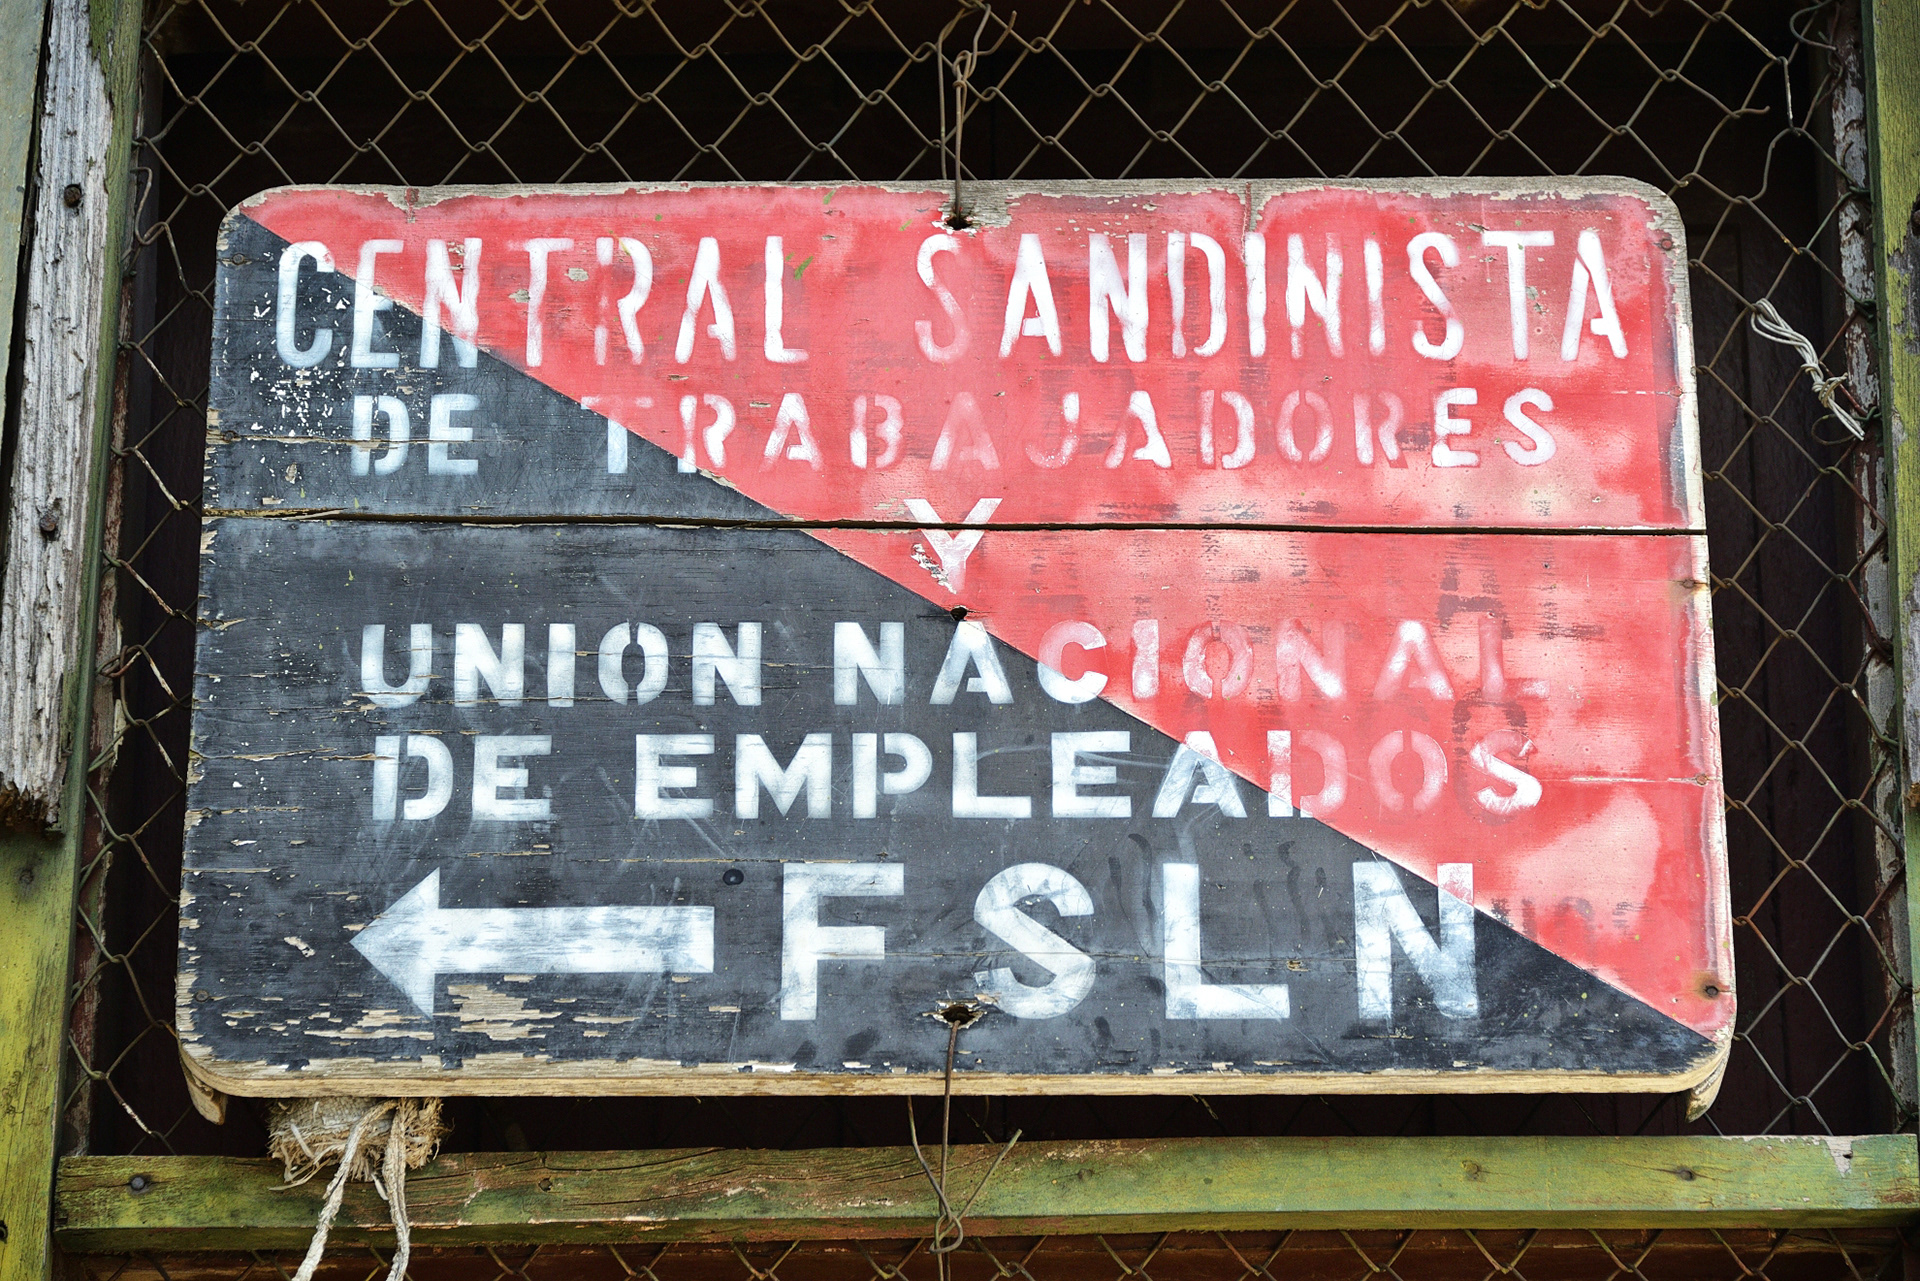 CENTRAL SANDINISTA
DE TRABAJADORES
Y
UNION NACIONAL
DE EMPLEADOS
FSLN